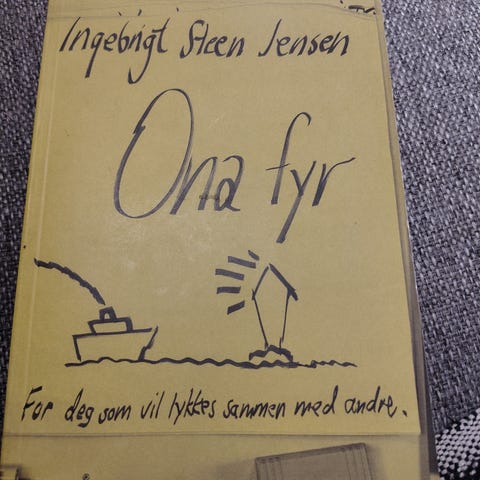 Ingebrigt Steen Jensen
Ona fyr
For deg som vil lykkes sammen med andre.